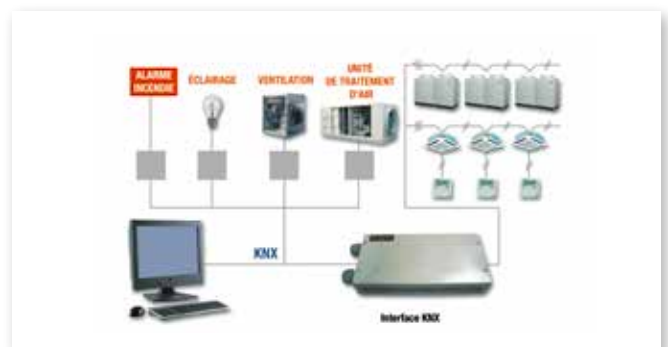 ALARME
INCENDIE
ÉCLAIRAGE
VENTILATION
UNITÉ
DE TRAITEMENT
D'AIR
KNX
Interface KNX